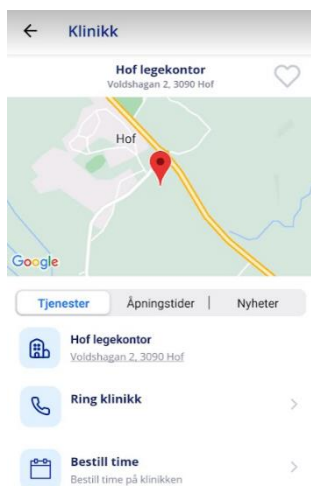 Klinikk
Hof legekontor
Voldshagan 2, 3090 Hof
Hof
Google
Tjenester
Åpningstider
Nyheter
Hof legekontor
Voldshagan 2, 3090 Hof
Ring klinikk
Bestill time
Bestill time på klinikken